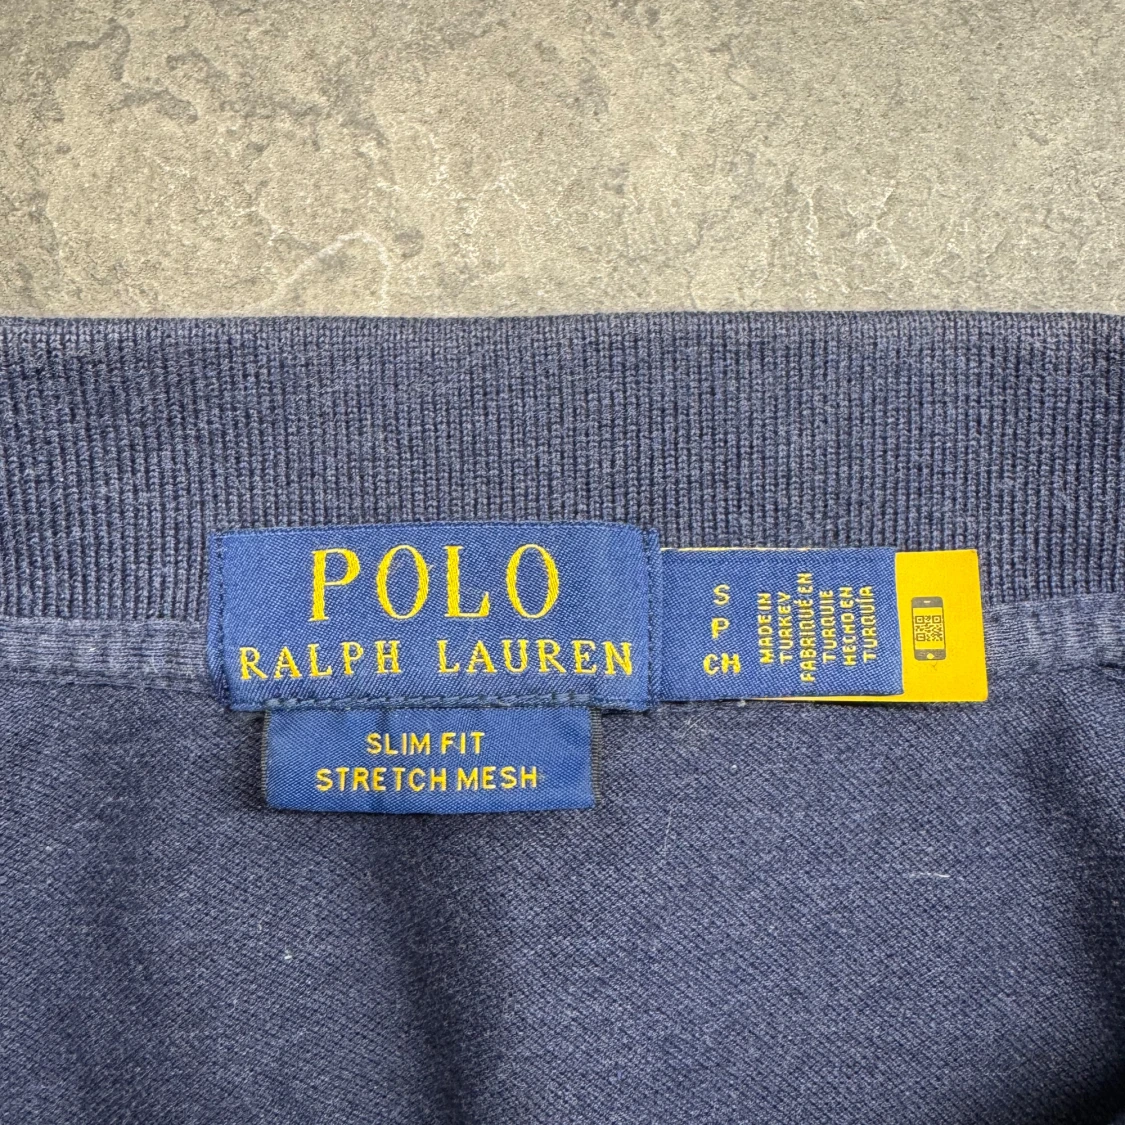 POLO
RALPH LAUREN
SLIM FIT
STRETCH MESH
S
P
CH
MADE IN
TURKEY
FABRIQUÉ EN
TURQUIE
HECHO EN
TURQUÍA